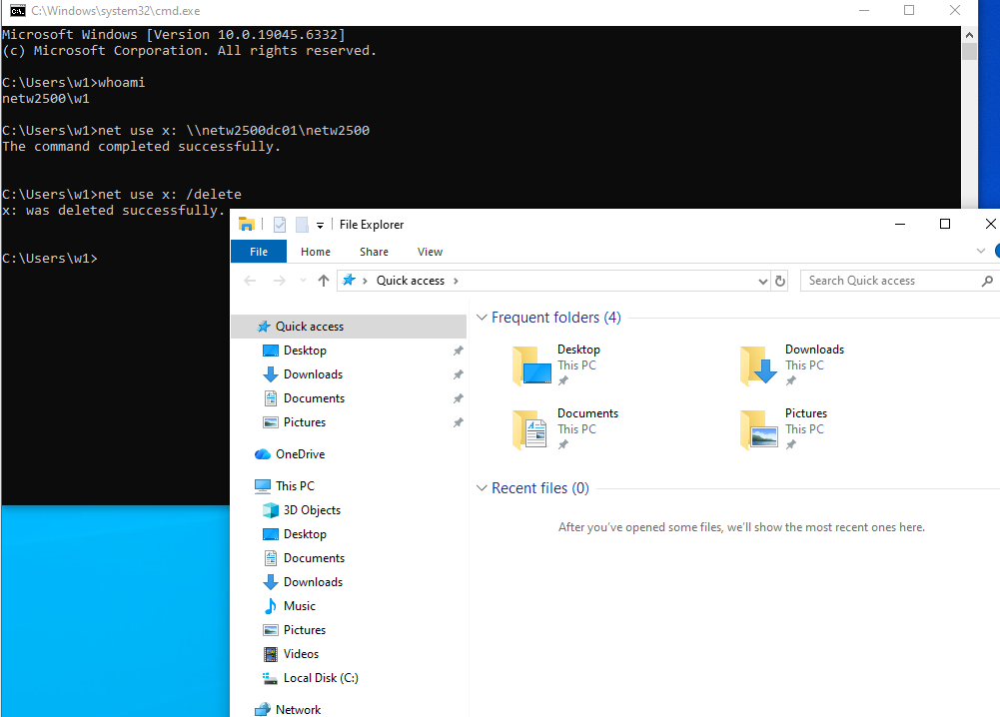 C:\Windows\system32\cmd.exe
Microsoft Windows [Version 10.0.19045.6332]
(c) Microsoft Corporation. All rights reserved.
C:\Users\w1>whoami
netw2500\w1
C:\Users\w1>net use x: \\netw2500dc01\netw2500
The command completed successfully.
C:\Users\w1>net use x: /delete
x: was deleted successfully.
C:\Users\w1>
File Explorer
File Home Share View
Quick access
Search Quick access
Quick access
Desktop
Downloads
Documents
Pictures
OneDrive
This PC
3D Objects
Desktop
Documents
Downloads
Music
Pictures
Videos
Local Disk (C:)
Network
Frequent folders (4)
Desktop
This PC
Downloads
This PC
Documents
This PC
Pictures
This PC
Recent files (0)
After you've opened some files, we'll show the most recent ones here.